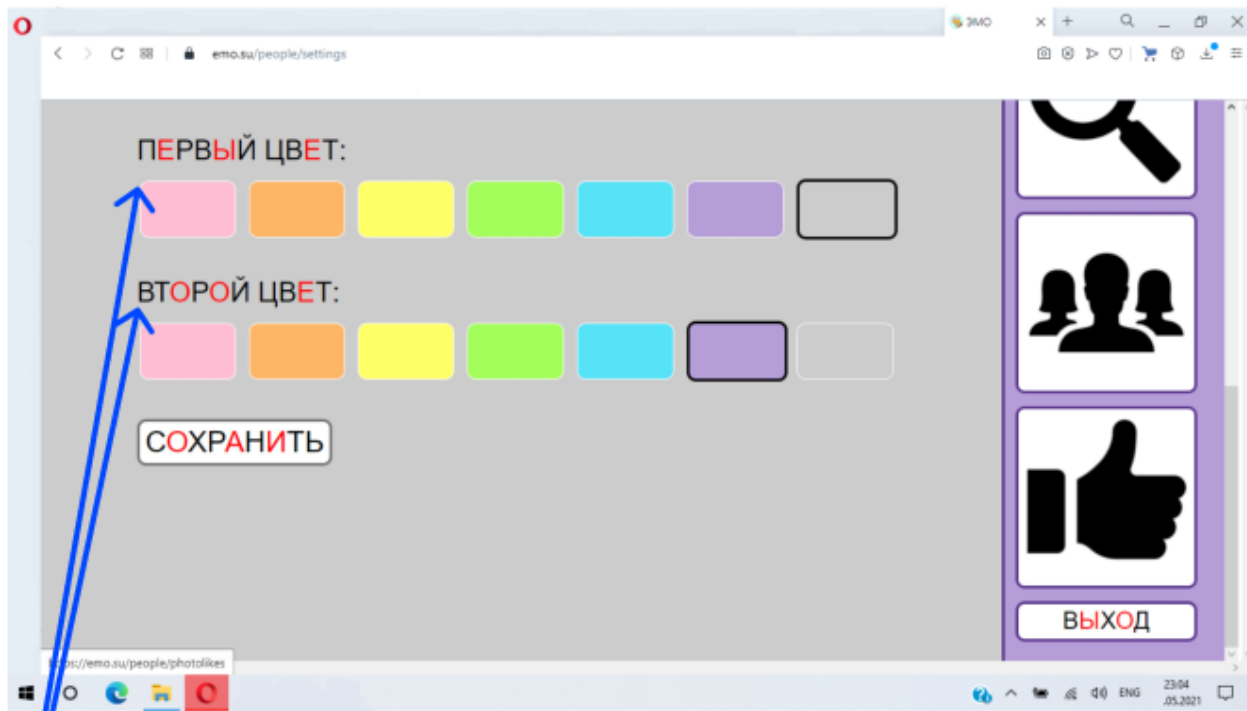 ЭМО
emo.su/people/settings
ПЕРВЫЙ ЦВЕТ:
ВТОРОЙ ЦВЕТ:
СОХРАНИТЬ
ВЫХОД
://emo.su/people/photolikes
ENG
23:04
.05.2021